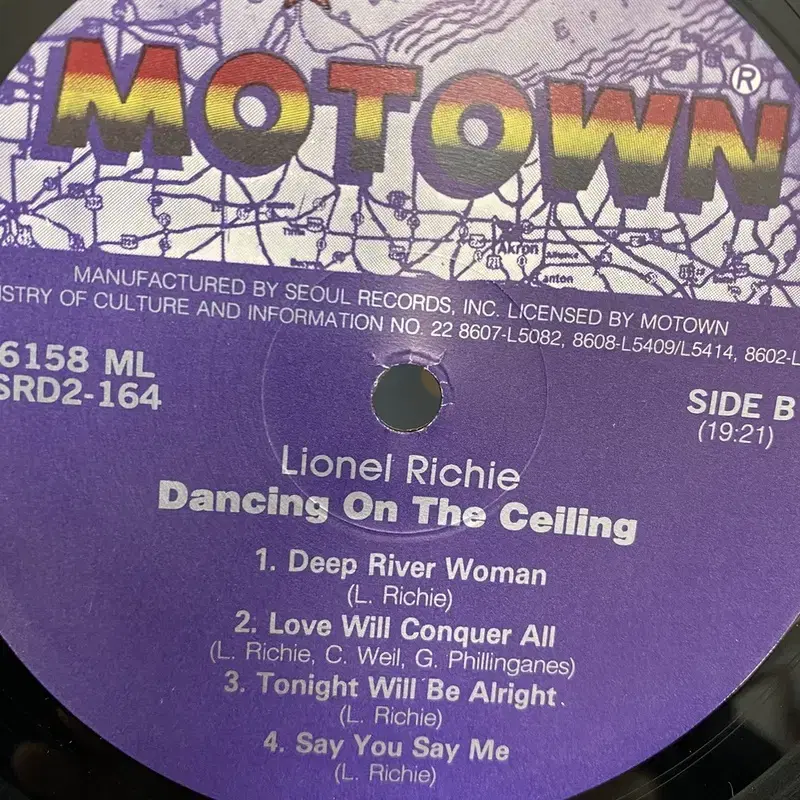 MOTOWN®
Akron
Canton
MANUFACTURED BY SEOUL RECORDS, INC. LICENSED BY MOTOWN
ISTRY OF CULTURE AND INFORMATION NO. 22 8607-L5082, 8608-L5409/L5414, 8602-L
6158 ML
SRD2-164
SIDE B
(19:21)
Lionel Richie
Dancing On The Ceiling
1. Deep River Woman
(L. Richie)
2. Love Will Conquer All
(L. Richie, C. Weil, G. Phillinganes)
3. Tonight Will Be Alright
(L. Richie)
4. Say You Say Me
(L. Richie)